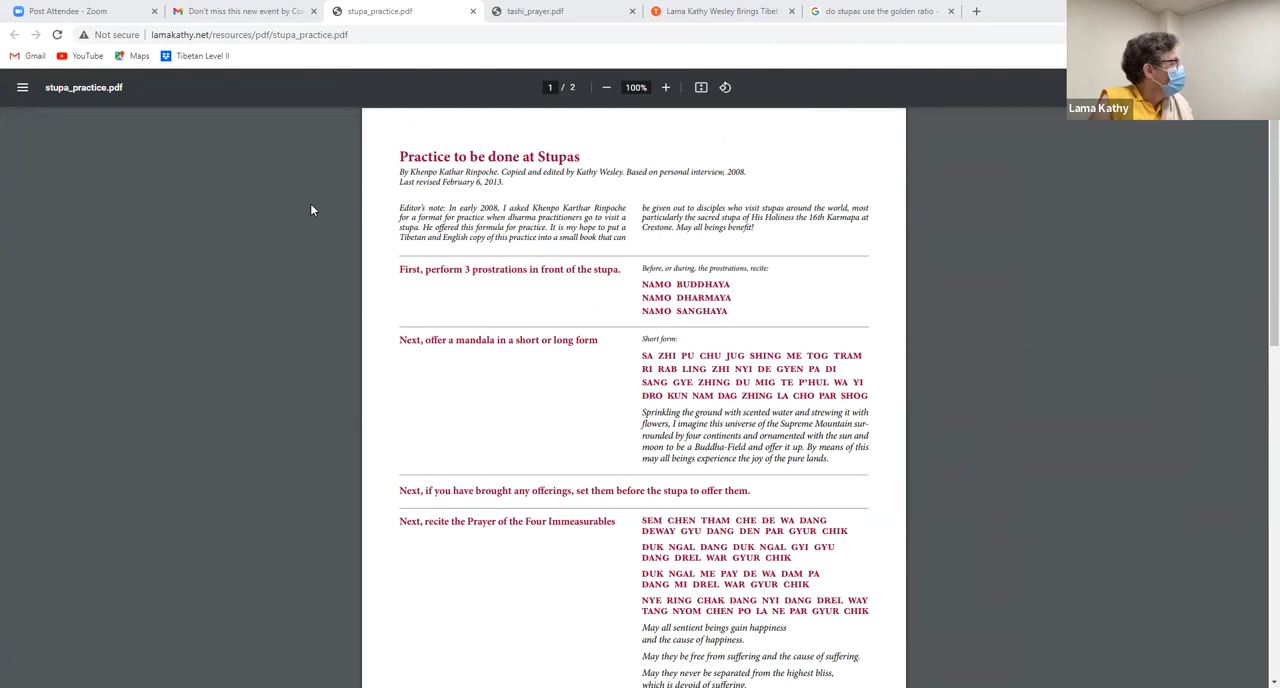 Post Attendee - Zoom
Don't miss this new event by Col
stupa_practice.pdf
tashi_prayer.pdf
Lama Kathy Wesley Brings Tibet
do stupas use the golden ratio -
Not secure
lamakathy.net/resources/pdf/stupa_practice.pdf
Gmail
YouTube
Maps
Tibetan Level II
stupa_practice.pdf
1 / 2
100%
Lama Kathy
Practice to be done at Stupas
By Khenpo Kathar Rinpoche. Copied and edited by Kathy Wesley. Based on personal interview, 2008.
Last revised February 6, 2013.
Editor's note: In early 2008, I asked Khenpo Karthar Rinpoche
for a format for practice when dharma practitioners go to visit a
stupa. He offered this formula for practice. It is my hope to put a
Tibetan and English copy of this practice into a small book that can
be given out to disciples who visit stupas around the world, most
particularly the sacred stupa of His Holiness the 16th Karmapa at
Crestone. May all beings benefit!
First, perform 3 prostrations in front of the stupa.
Before, or during, the prostrations, recite:
NAMO BUDDHAYA
NAMO DHARMAYA
NAMO SANGHAYA
Next, offer a mandala in a short or long form
Short form:
SA ZHI PU CHU JUG SHING ME TOG TRAM
RI RAB LING ZHI NYI DE GYEN PA DI
SANG GYE ZHING DU MIG TE P'HUL WA YI
DRO KUN NAM DAG ZHING LA CHO PAR SHOG
Sprinkling the ground with scented water and strewing it with
flowers, I imagine this universe of the Supreme Mountain sur-
rounded by four continents and ornamented with the sun and
moon to be a Buddha-Field and offer it up. By means of this
may all beings experience the joy of the pure lands.
Next, if you have brought any offerings, set them before the stupa to offer them.
Next, recite the Prayer of the Four Immeasurables
SEM CHEN THAM CHE DE WA DANG
DEWAY GYU DANG DEN PAR GYUR CHIK
DUK NGAL DANG DUK NGAL GYI GYU
DANG DREL WAR GYUR CHIK
DUK NGAL ME PAY DE WA DAM PA
DANG MI DREL WAR GYUR CHIK
NYE RING CHAK DANG NYI DANG DREL WAY
TANG NYOM CHEN PO LA NE PAR GYUR CHIK
May all sentient beings gain happiness
and the cause of happiness.
May they be free from suffering and the cause of suffering.
May they never be separated from the highest bliss,
which is devoid of suffering.